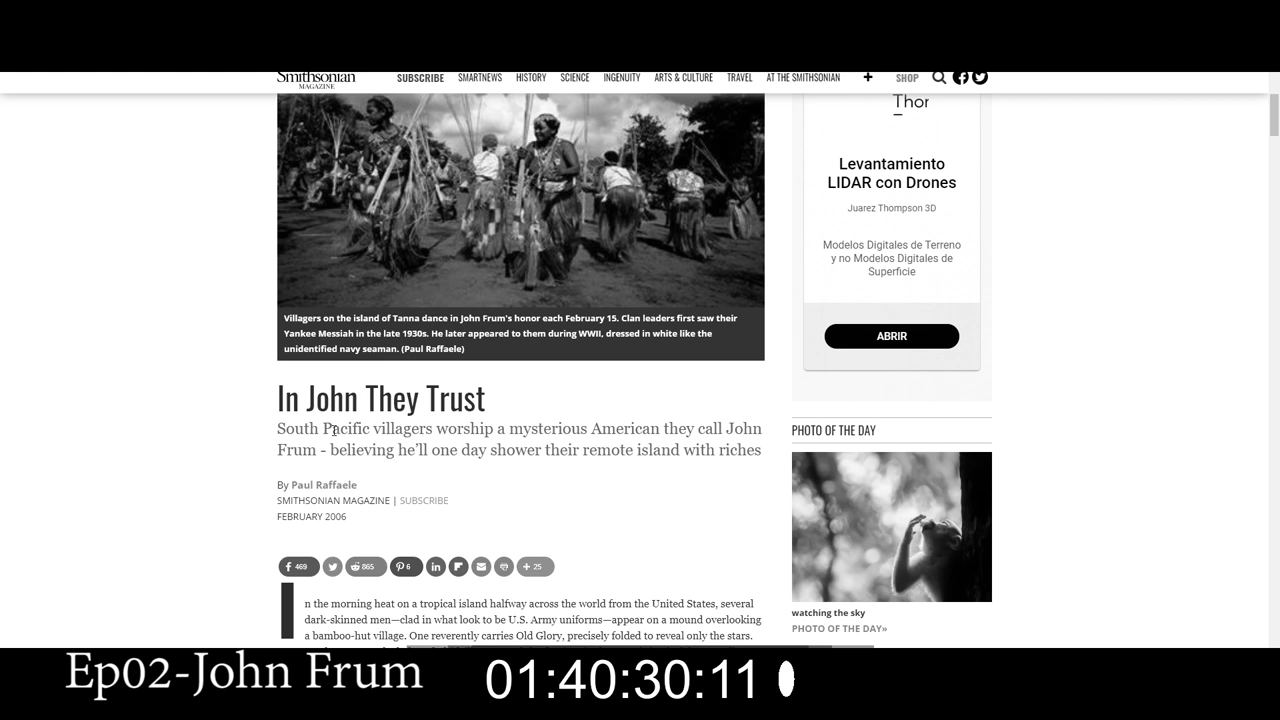 Smithsonian
MAGAZINE
SUBSCRIBE SMARTNEWS HISTORY SCIENCE INGENUITY ARTS & CULTURE TRAVEL AT THE SMITHSONIAN + SHOP
Villagers on the island of Tanna dance in John Frum's honor each February 15. Clan leaders first saw their
Yankee Messiah in the late 1930s. He later appeared to them during WWII, dressed in white like the
unidentified navy seaman. (Paul Raffaele)
In John They Trust
South Pacific villagers worship a mysterious American they call John
Frum - believing he'll one day shower their remote island with riches
By Paul Raffaele
SMITHSONIAN MAGAZINE | SUBSCRIBE
FEBRUARY 2006
469 865 6 + 25
In the morning heat on a tropical island halfway across the world from the United States, several
dark-skinned men—clad in what look to be U.S. Army uniforms—appear on a mound overlooking
a bamboo-hut village. One reverently carries Old Glory, precisely folded to reveal only the stars.
Thor
Levantamiento
LIDAR con Drones
Juarez Thompson 3D
Modelos Digitales de Terreno
y no Modelos Digitales de
Superficie
ABRIR
PHOTO OF THE DAY
watching the sky
PHOTO OF THE DAY»
Ep02-John Frum 01:40:30:11